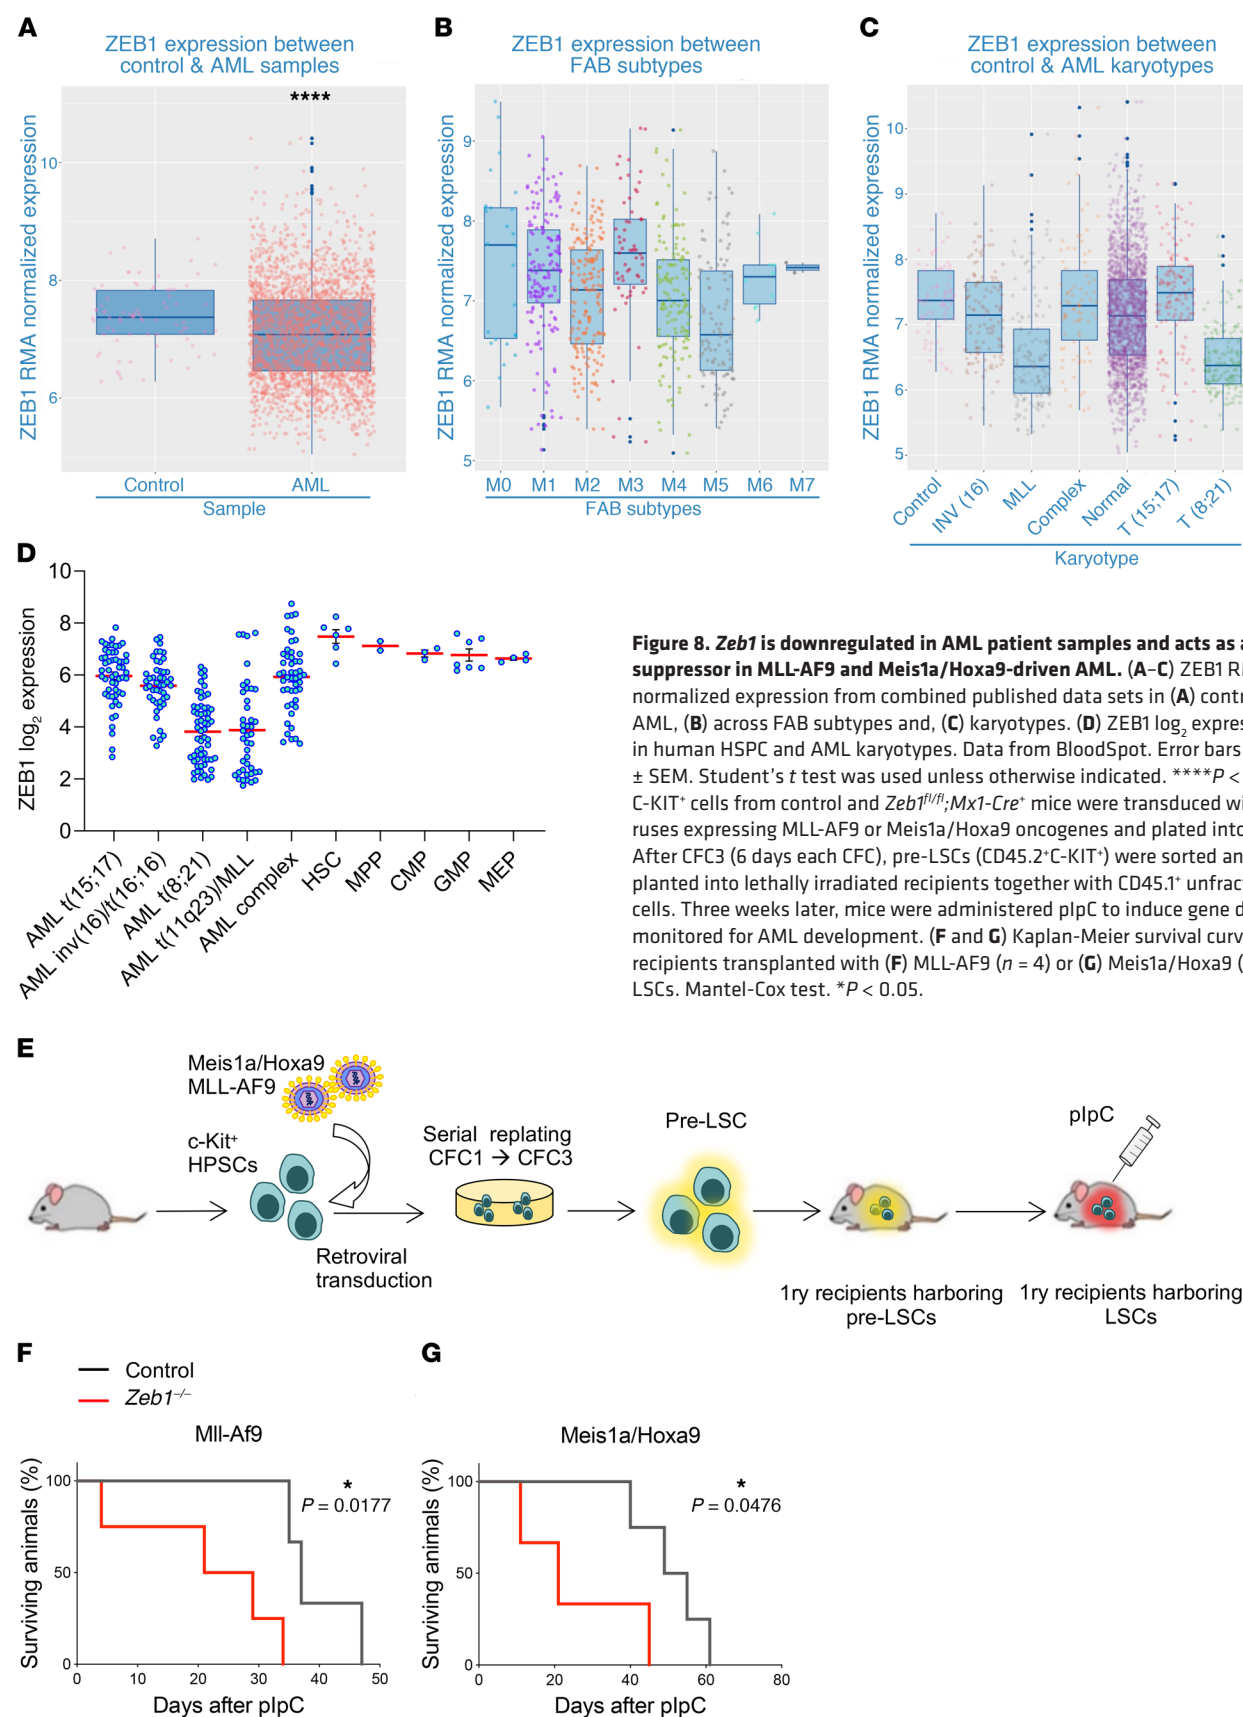 A
ZEB1 expression between
control & AML samples
ZEB1 RMA normalized expression
****
10
8
6
Control
AML
Sample
B
ZEB1 expression between
FAB subtypes
ZEB1 RMA normalized expression
9
8
7
6
5
M0 M1 M2 M3 M4 M5 M6 M7
FAB subtypes
C
ZEB1 expression between
control & AML karyotypes
ZEB1 RMA normalized expression
10
9
8
7
6
5
Control
INV (16)
MLL
Complex
Normal
T (15;17)
T (8;21)
Karyotype
D
ZEB1 log2 expression
10
8
6
4
2
0
AML t(15;17)
AML inv(16)/t(16;16)
AML t(8;21)
AML t(11q23)/MLL
AML complex
HSC
MPP
CMP
GMP
MEP
Figure 8. Zeb1 is downregulated in AML patient samples and acts as a
suppressor in MLL-AF9 and Meis1a/Hoxa9-driven AML. (A–C) ZEB1
normalized expression from combined published data sets in (A)
AML, (B) across FAB subtypes and, (C) karyotypes. (D) ZEB1 log2
in human HSPC and AML karyotypes. Data from BloodSpot. Error bars
± SEM. Student's t test was used unless otherwise indicated. ****P <
C-KIT+ cells from control and Zeb1fl/fl;Mx1-Cre+ mice were transduced
ruses expressing MLL-AF9 or Meis1a/Hoxa9 oncogenes and plated into
After CFC3 (6 days each CFC), pre-LSCs (CD45.2+C-KIT+) were sorted
planted into lethally irradiated recipients together with CD45.1+
cells. Three weeks later, mice were administered pIpC to induce gene
monitored for AML development. (F and G) Kaplan-Meier survival
recipients transplanted with (F) MLL-AF9 (n = 4) or (G) Meis1a/Hoxa9 (
LSCs. Mantel-Cox test. *P < 0.05.
E
Meis1a/Hoxa9
MLL-AF9
c-Kit+
HPSCs
Retroviral
transduction
Serial replating
CFC1 → CFC3
Pre-LSC
pIpC
1ry recipients harboring
pre-LSCs
1ry recipients harboring
LSCs
F
Control
Zeb1−/−
Mll-Af9
Surviving animals (%)
100
50
0
*
P = 0.0177
0 10 20 30 40 50
Days after pIpC
G
Meis1a/Hoxa9
Surviving animals (%)
100
50
0
*
P = 0.0476
0 20 40 60 80
Days after pIpC